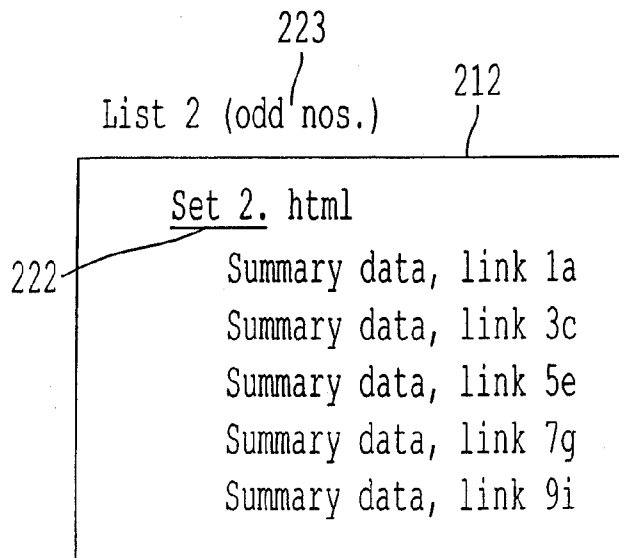 223
212
List 2 (odd nos.)
Set 2. html
222
Summary data, link 1a
Summary data, link 3c
Summary data, link 5e
Summary data, link 7g
Summary data, link 9i